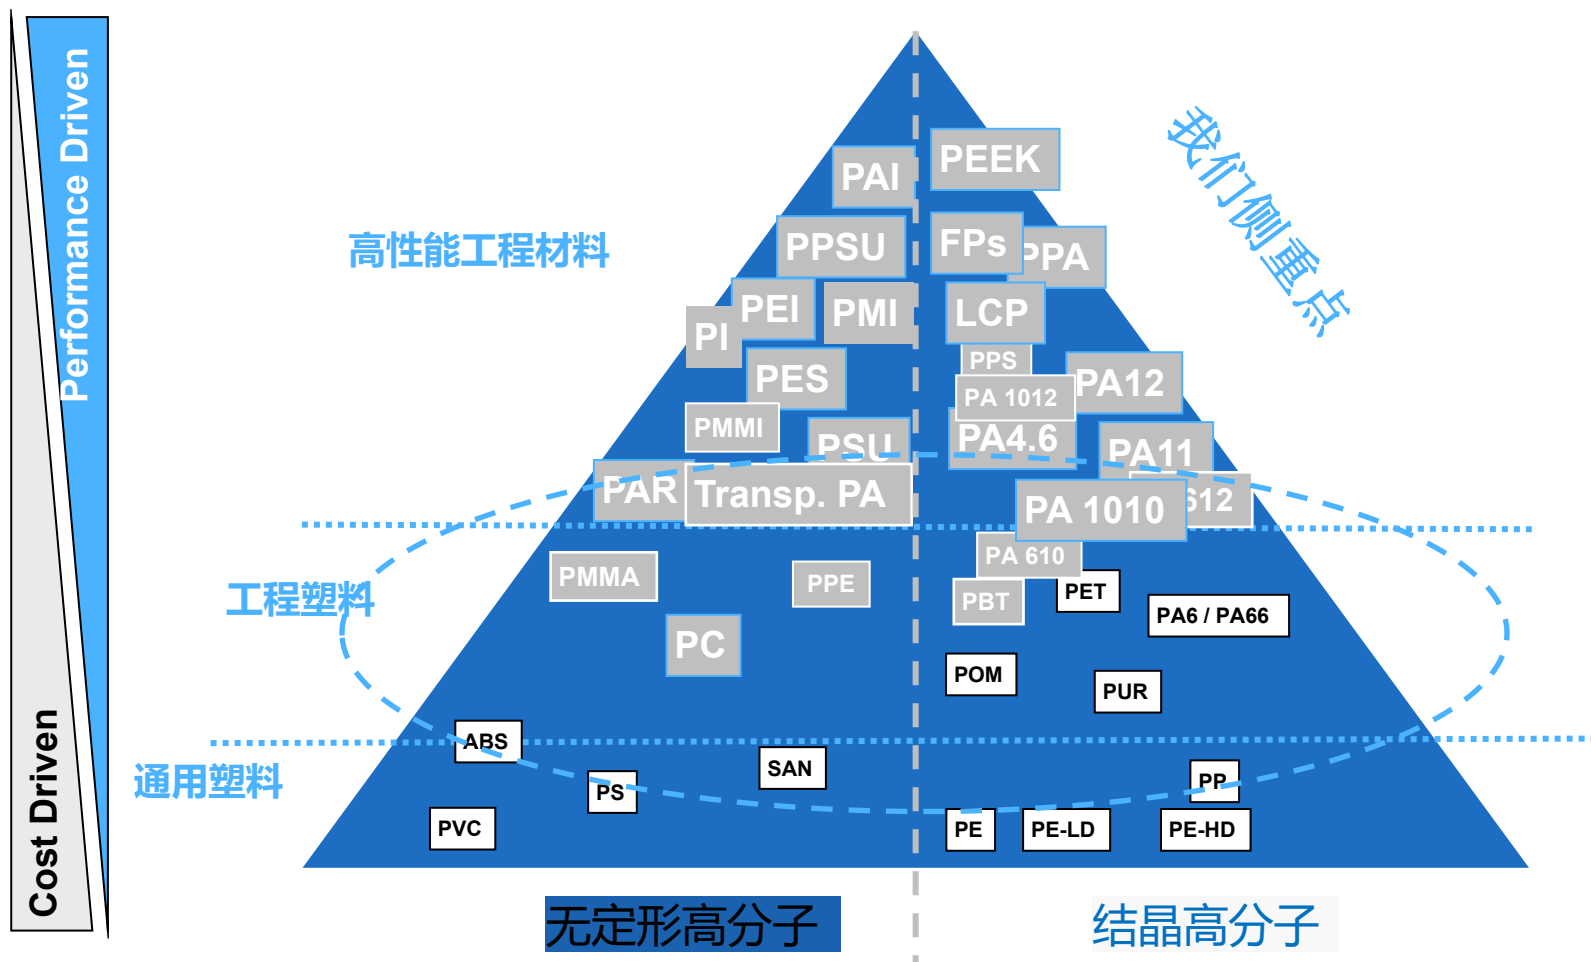 Performance Driven
Cost Driven
我们侧重点
高性能工程材料
工程塑料
通用塑料
PAI
PEEK
PPSU
FPs
PPA
PEI
PMI
LCP
PI
PPS
PES
PA12
PA 1012
PMMI
PSU
PA4.6
PA11
PAR
Transp. PA
612
PA 1010
PA 610
PMMA
PPE
PBT
PET
PA6 / PA66
PC
POM
PUR
ABS
SAN
PS
PP
PVC
PE
PE-LD
PE-HD
无定形高分子
结晶高分子